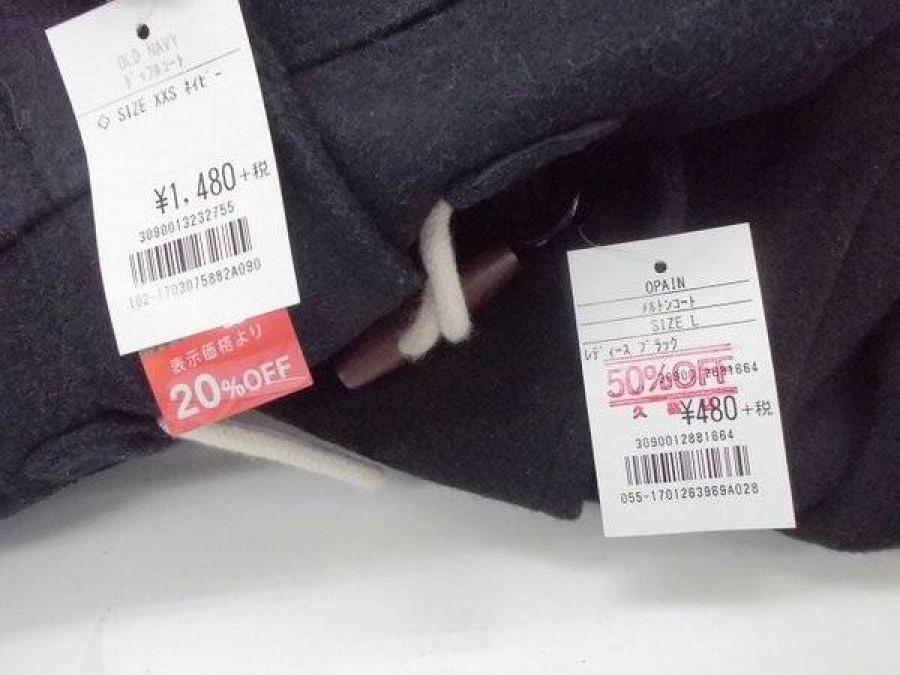 OLD NAVY
ダッフルコート
◇ SIZE XXS ネイビー
¥1,480+税
3090013232755
102-1703075882A090
表示価格より
20%OFF
OPAIN
メルトンコート
SIZE L
レディース ブラック
50%OFF
¥480+税
3090012881664
055-1701263969A028